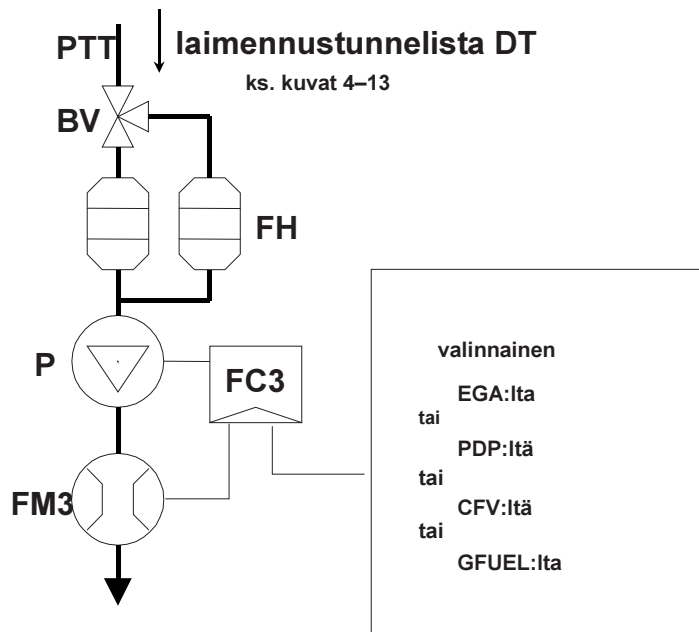 PTT
laimennustunnelista DT
ks. kuvat 4–13
BV
FH
P
FC3
FM3
valinnainen
EGA:lta
tai
PDP:ltä
tai
CFV:ltä
tai
GFUEL:lta